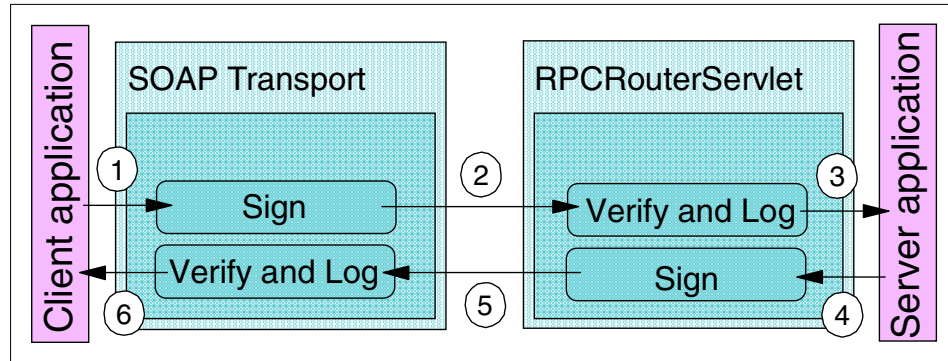 Client application
SOAP Transport
RPCRouterServlet
Server application
1
2
3
Sign
Verify and Log
Verify and Log
Sign
6
5
4